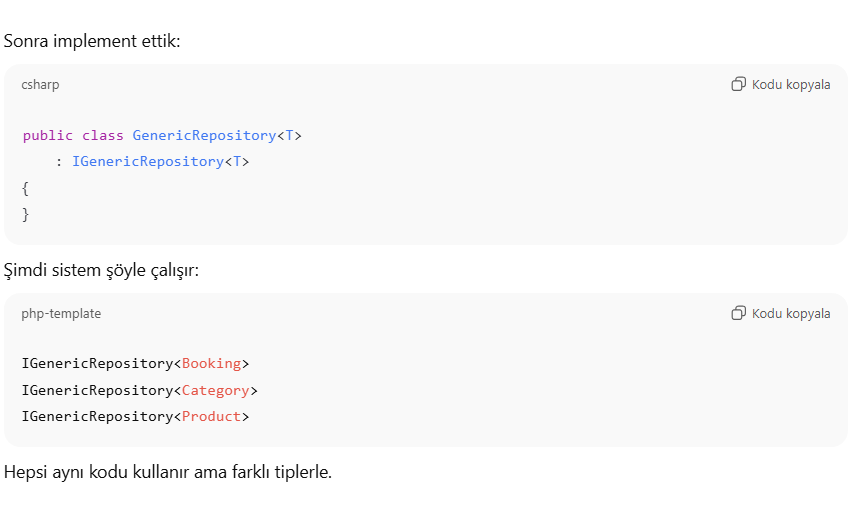 Sonra implement ettik:
csharp
Kodu kopyala
public class GenericRepository<T>
    : IGenericRepository<T>
{
}
Şimdi sistem şöyle çalışır:
php-template
Kodu kopyala
IGenericRepository<Booking>
IGenericRepository<Category>
IGenericRepository<Product>
Hepsi aynı kodu kullanır ama farklı tiplerle.